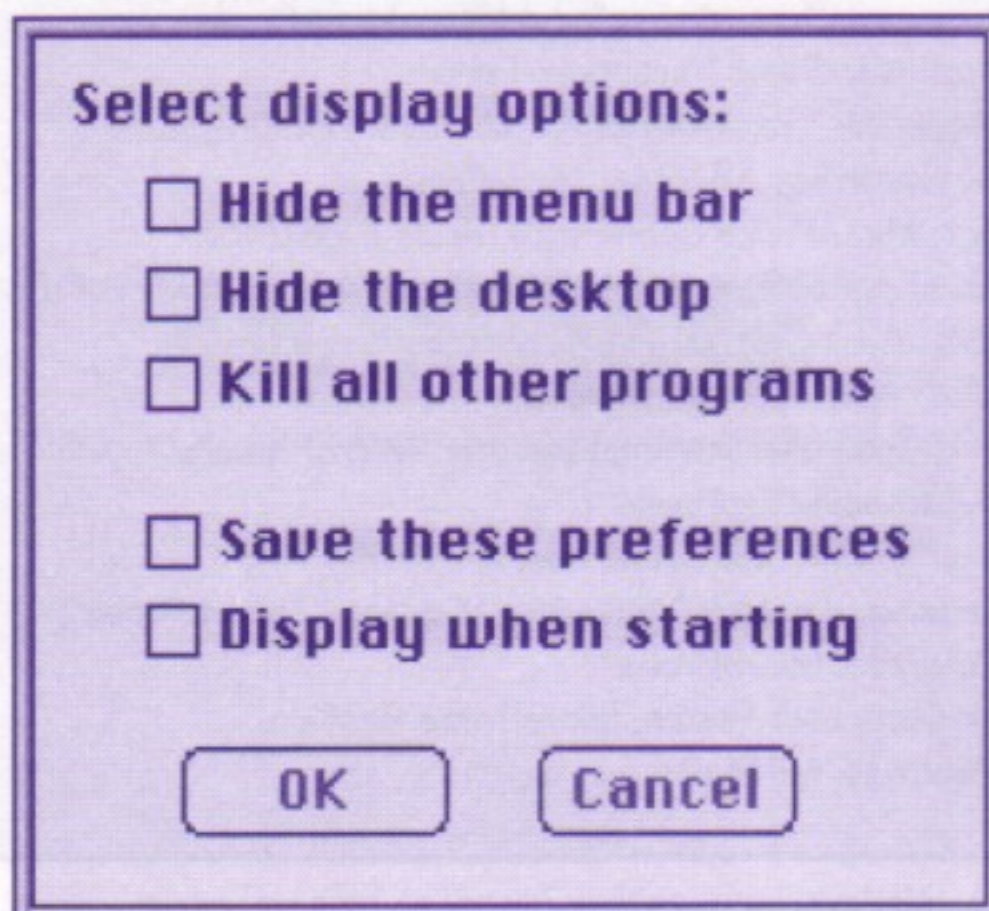 Select display options:
Hide the menu bar
Hide the desktop
Kill all other programs
Save these preferences
Display when starting
OK
Cancel